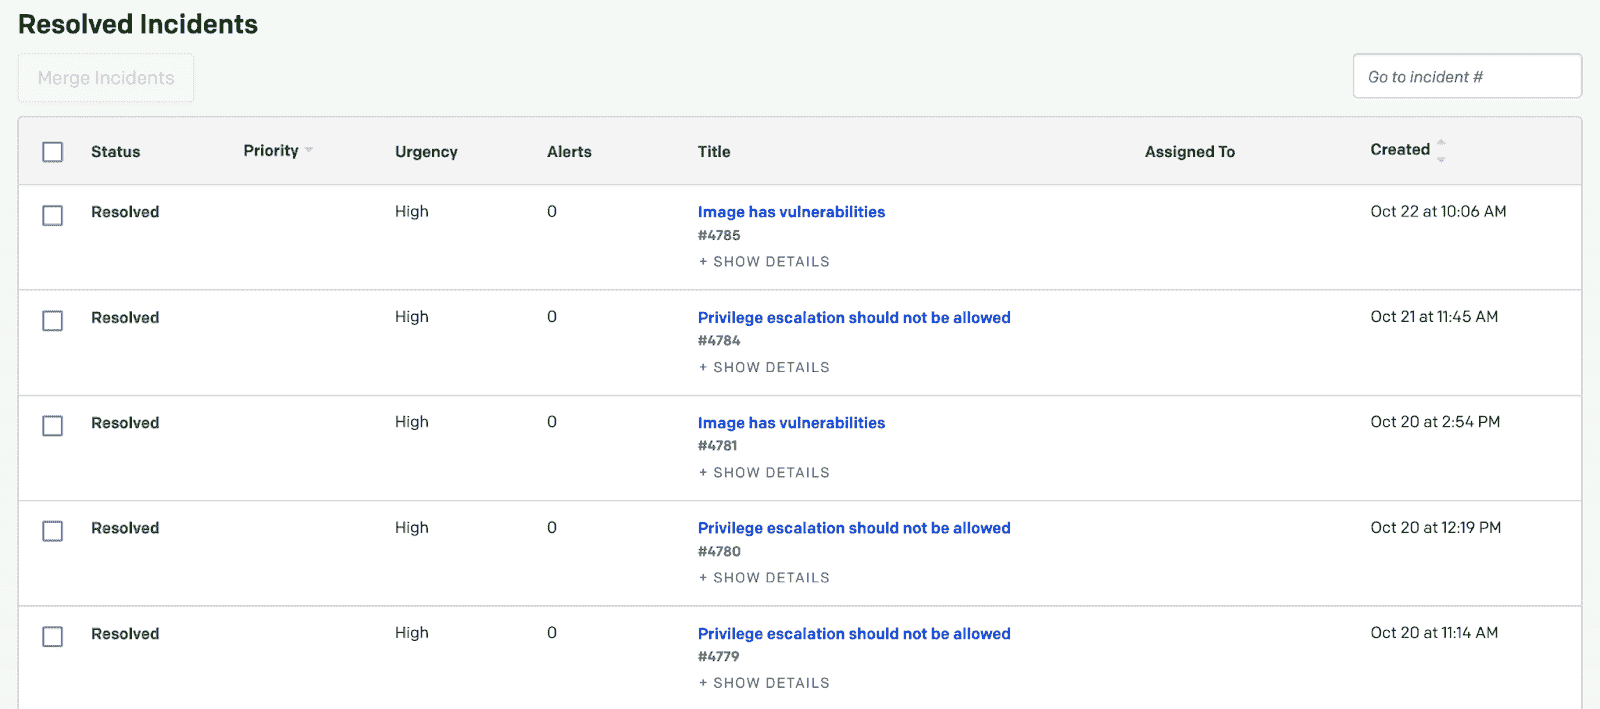 Resolved Incidents
Merge Incidents
Go to incident #
Status Priority Urgency Alerts Title Assigned To Created
Resolved High 0 Image has vulnerabilities Oct 22 at 10:06 AM
#4785
+ SHOW DETAILS
Resolved High 0 Privilege escalation should not be allowed Oct 21 at 11:45 AM
#4784
+ SHOW DETAILS
Resolved High 0 Image has vulnerabilities Oct 20 at 2:54 PM
#4781
+ SHOW DETAILS
Resolved High 0 Privilege escalation should not be allowed Oct 20 at 12:19 PM
#4780
+ SHOW DETAILS
Resolved High 0 Privilege escalation should not be allowed Oct 20 at 11:14 AM
#4779
+ SHOW DETAILS